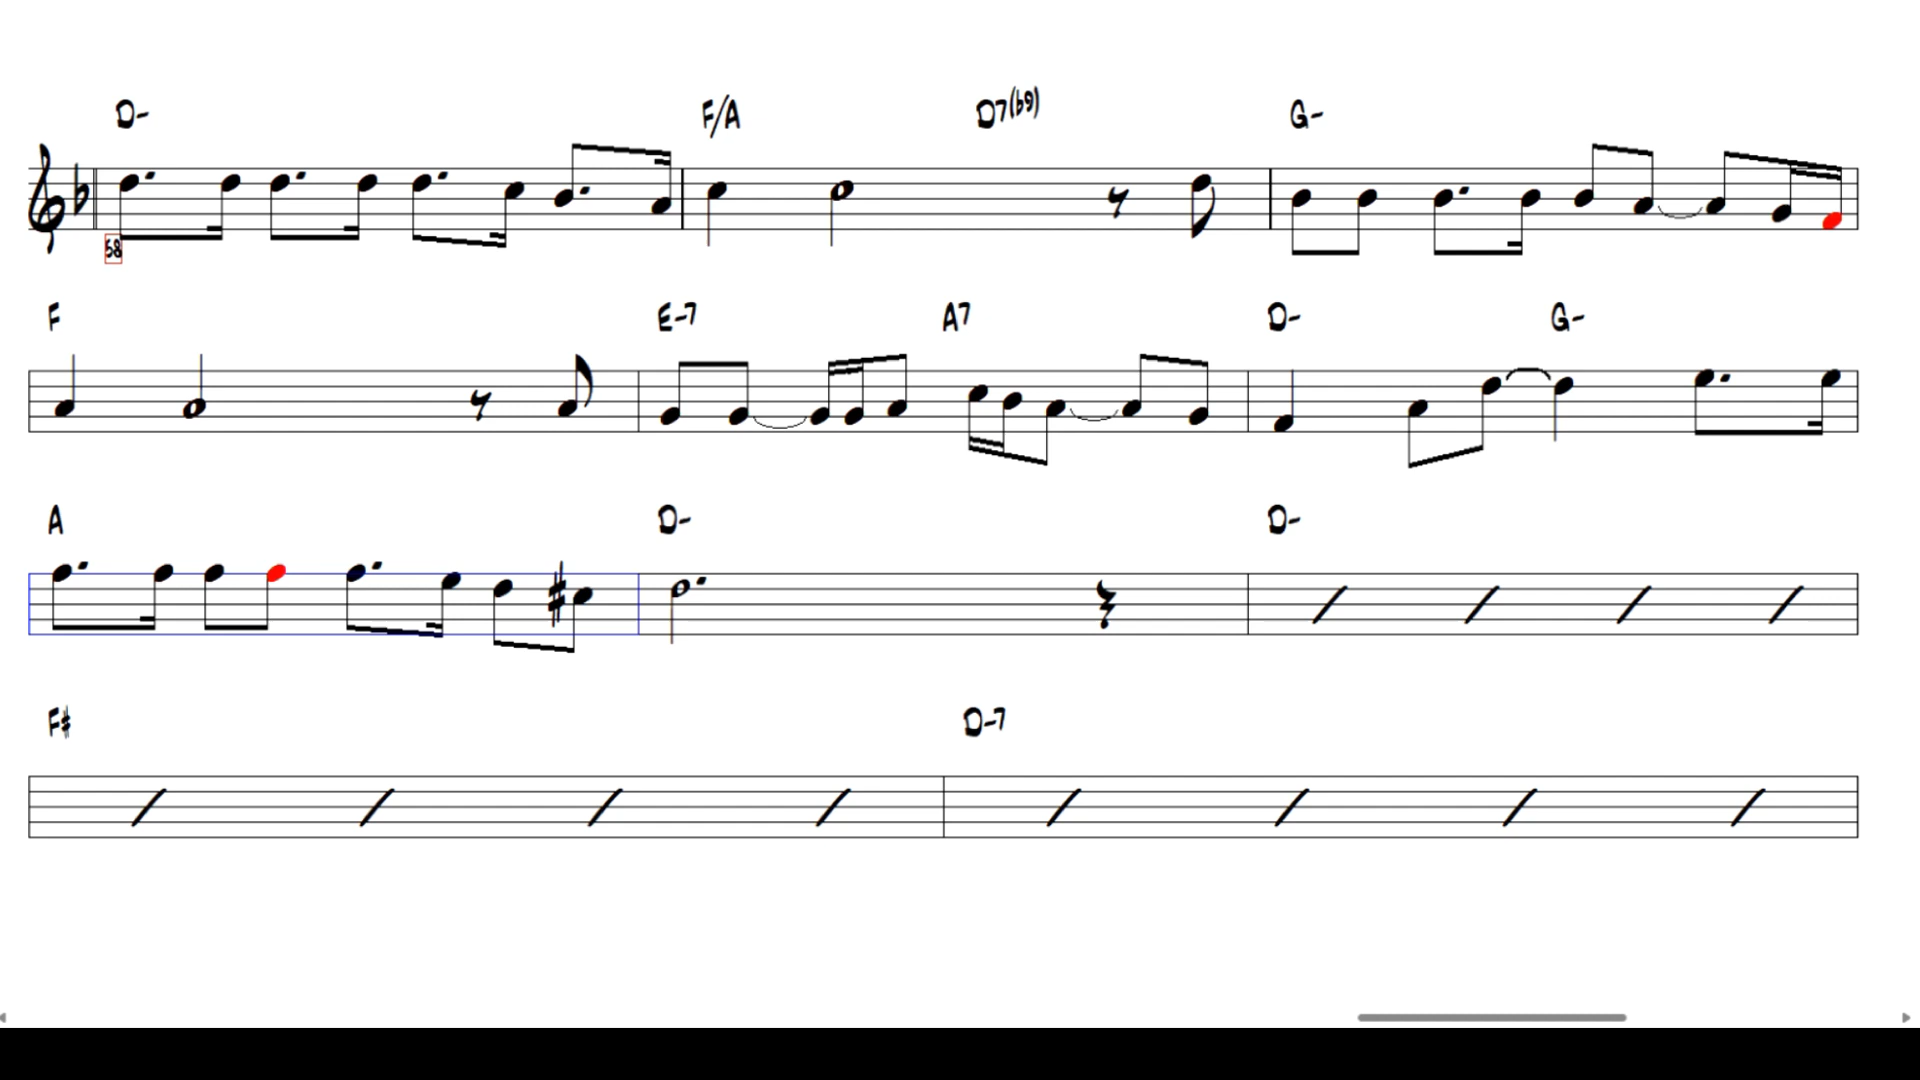 D- F/A D7(b9) G-
58
F E-7 A7 D- G-
A D- D-
F# D-7